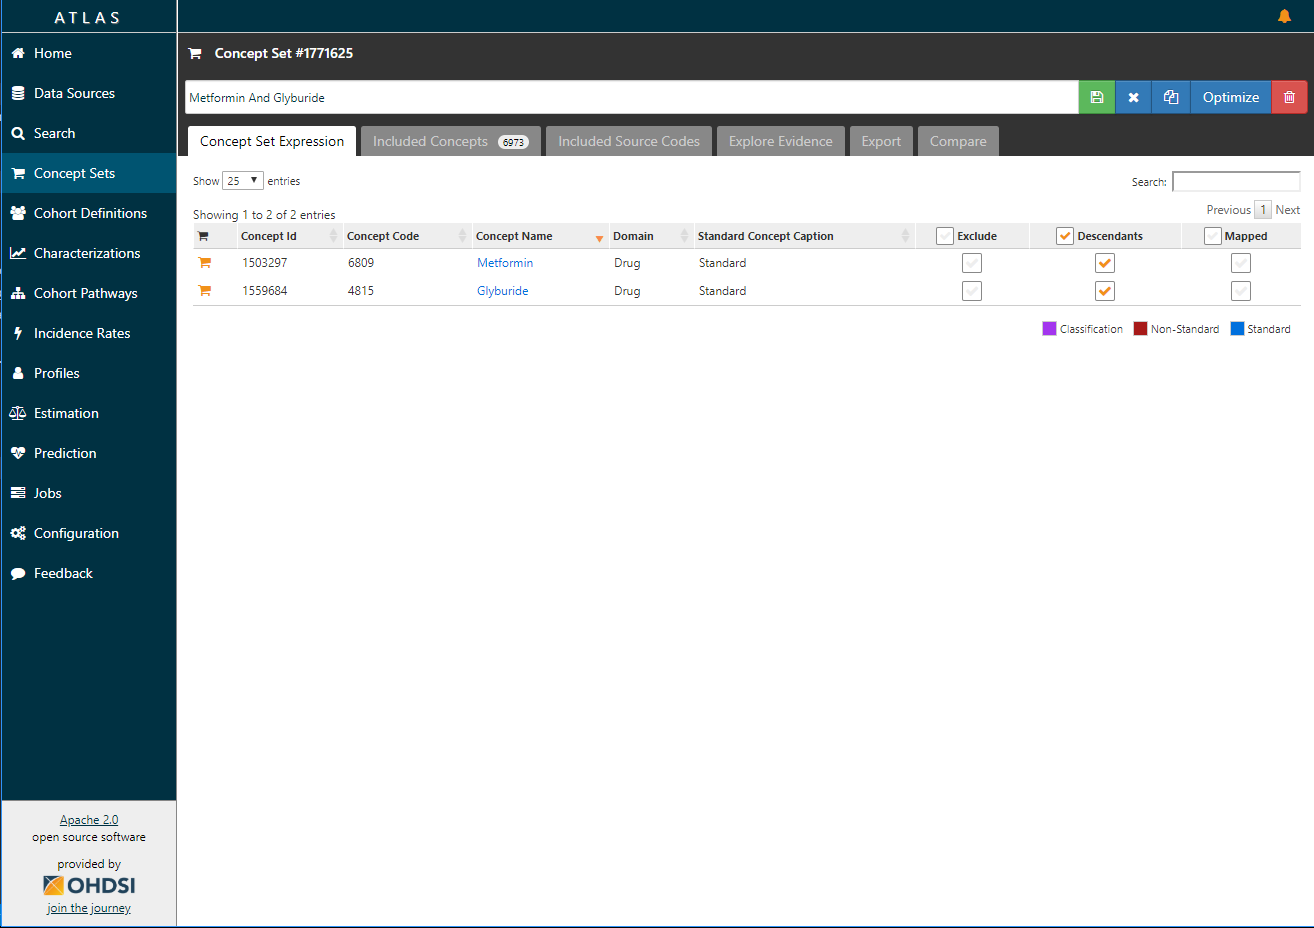 ATLAS
Home
Data Sources
Search
Concept Sets
Cohort Definitions
Characterizations
Cohort Pathways
Incidence Rates
Profiles
Estimation
Prediction
Jobs
Configuration
Feedback
Apache 2.0
open source software
provided by
OHDSI
join the journey
Concept Set #1771625
Metformin And Glyburide
Optimize
Concept Set Expression Included Concepts 6973 Included Source Codes Explore Evidence Export Compare
Show 25 entries Search:
Showing 1 to 2 of 2 entries Previous 1 Next
Concept Id Concept Code Concept Name Domain Standard Concept Caption Exclude Descendants Mapped
1503297 6809 Metformin Drug Standard
1559684 4815 Glyburide Drug Standard
Classification Non-Standard Standard